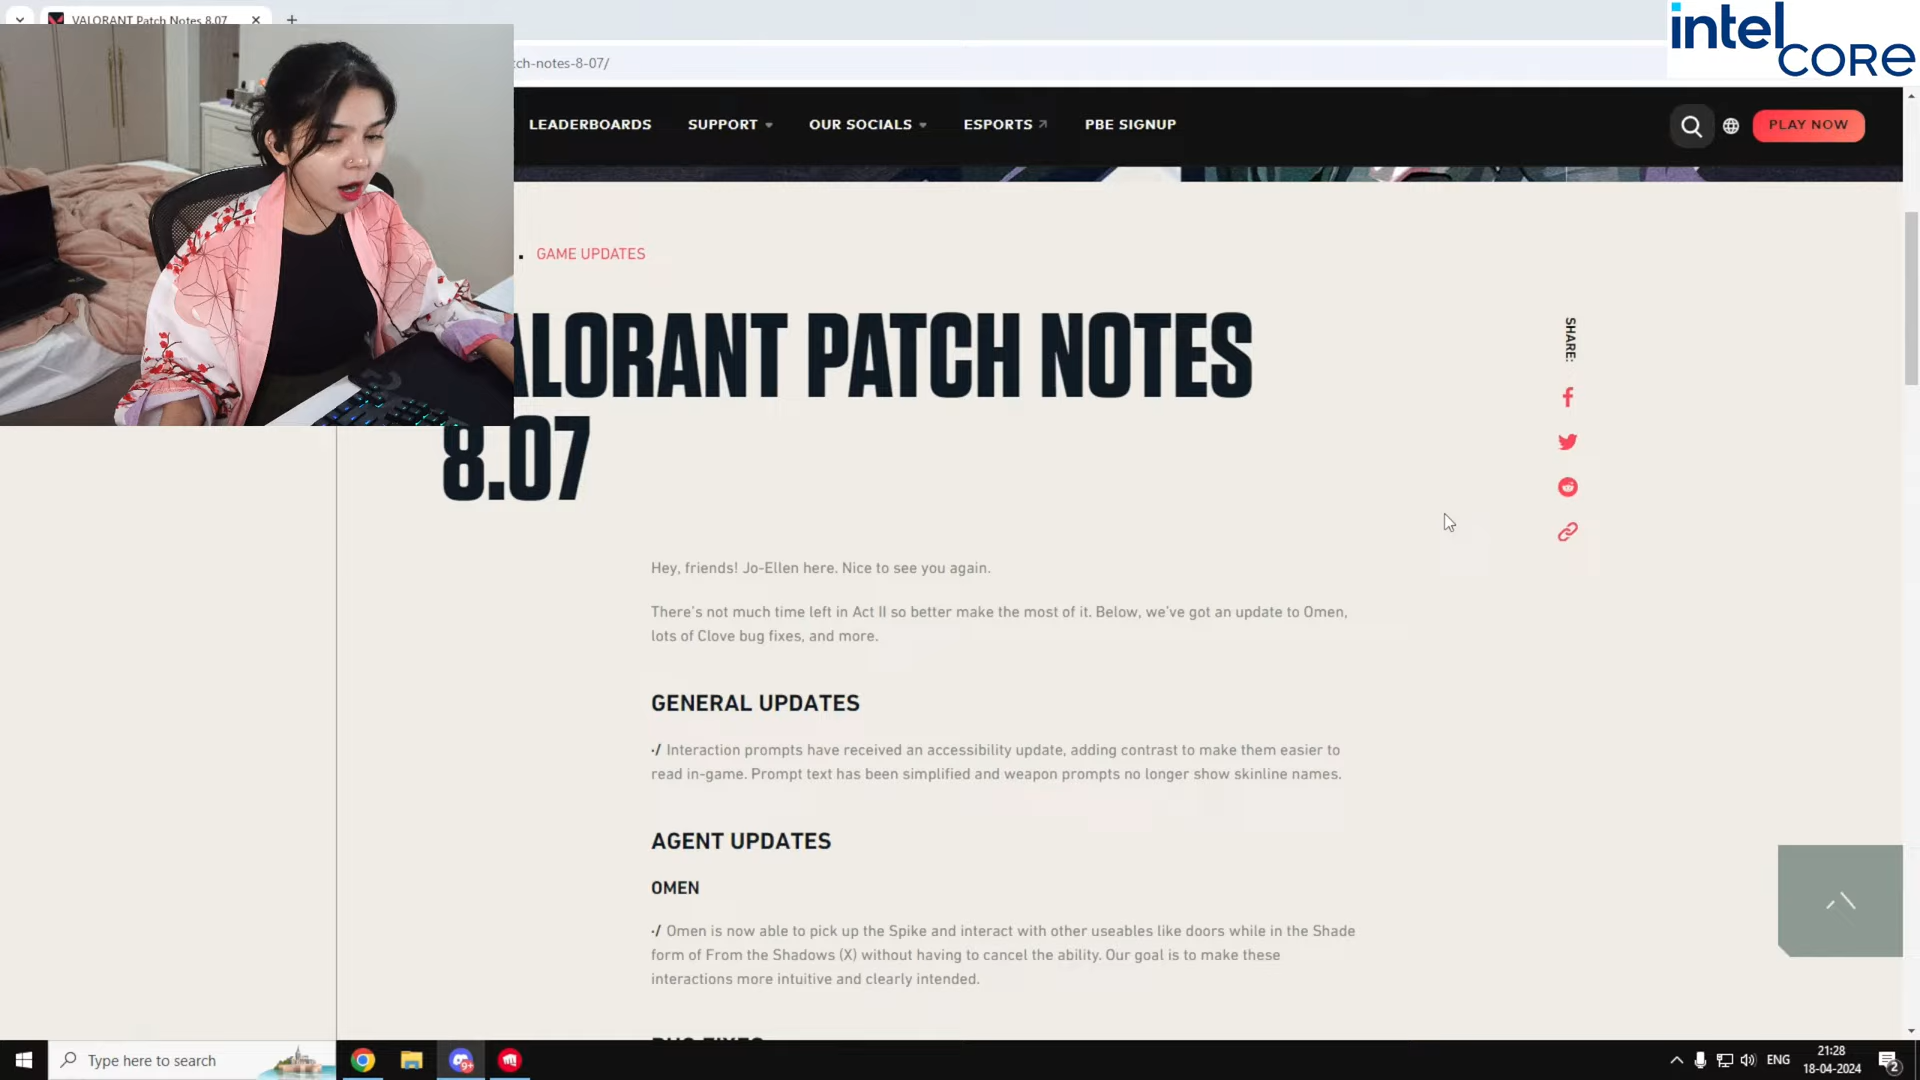 VALORANT Patch Notes 8.07
intel
CORE
tch-notes-8-07/
LEADERBOARDS
SUPPORT
OUR SOCIALS
ESPORTS
PBE SIGNUP
PLAY NOW
GAME UPDATES
ALORANT PATCH NOTES
8.07
SHARE:
Hey, friends! Jo-Ellen here. Nice to see you again.
There's not much time left in Act II so better make the most of it. Below, we've got an update to Omen,
lots of Clove bug fixes, and more.
GENERAL UPDATES
·/ Interaction prompts have received an accessibility update, adding contrast to make them easier to
read in-game. Prompt text has been simplified and weapon prompts no longer show skinline names.
AGENT UPDATES
OMEN
·/ Omen is now able to pick up the Spike and interact with other useables like doors while in the Shade
form of From the Shadows (X) without having to cancel the ability. Our goal is to make these
interactions more intuitive and clearly intended.
BUG FIXES
Type here to search
9+
ENG
21:28
18-04-2024
2